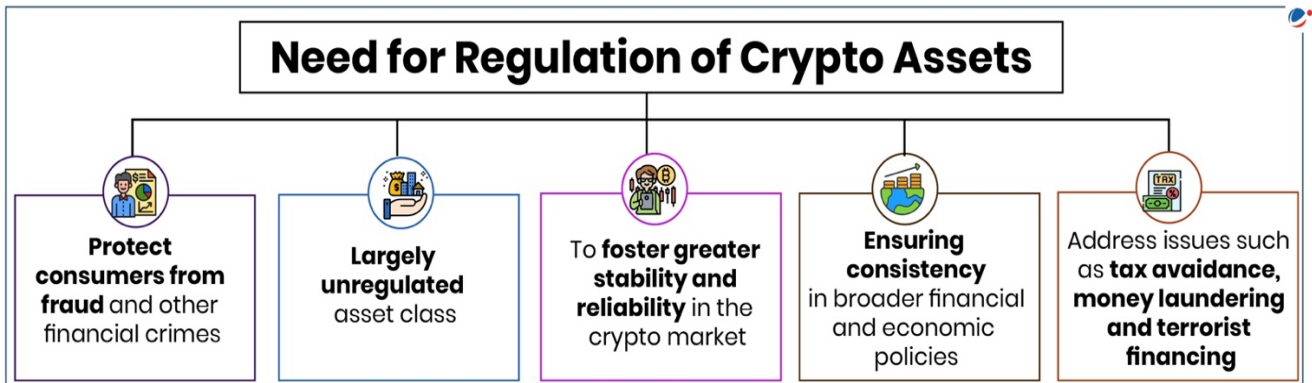 Need for Regulation of Crypto Assets
Protect
consumers from
fraud and other
financial crimes
Largely
unregulated
asset class
To foster greater
stability and
reliability in the
crypto market
Ensuring
consistency
in broader financial
and economic
policies
TAX
Address issues such
as tax avaidance,
money laundering
and terrorist
financing